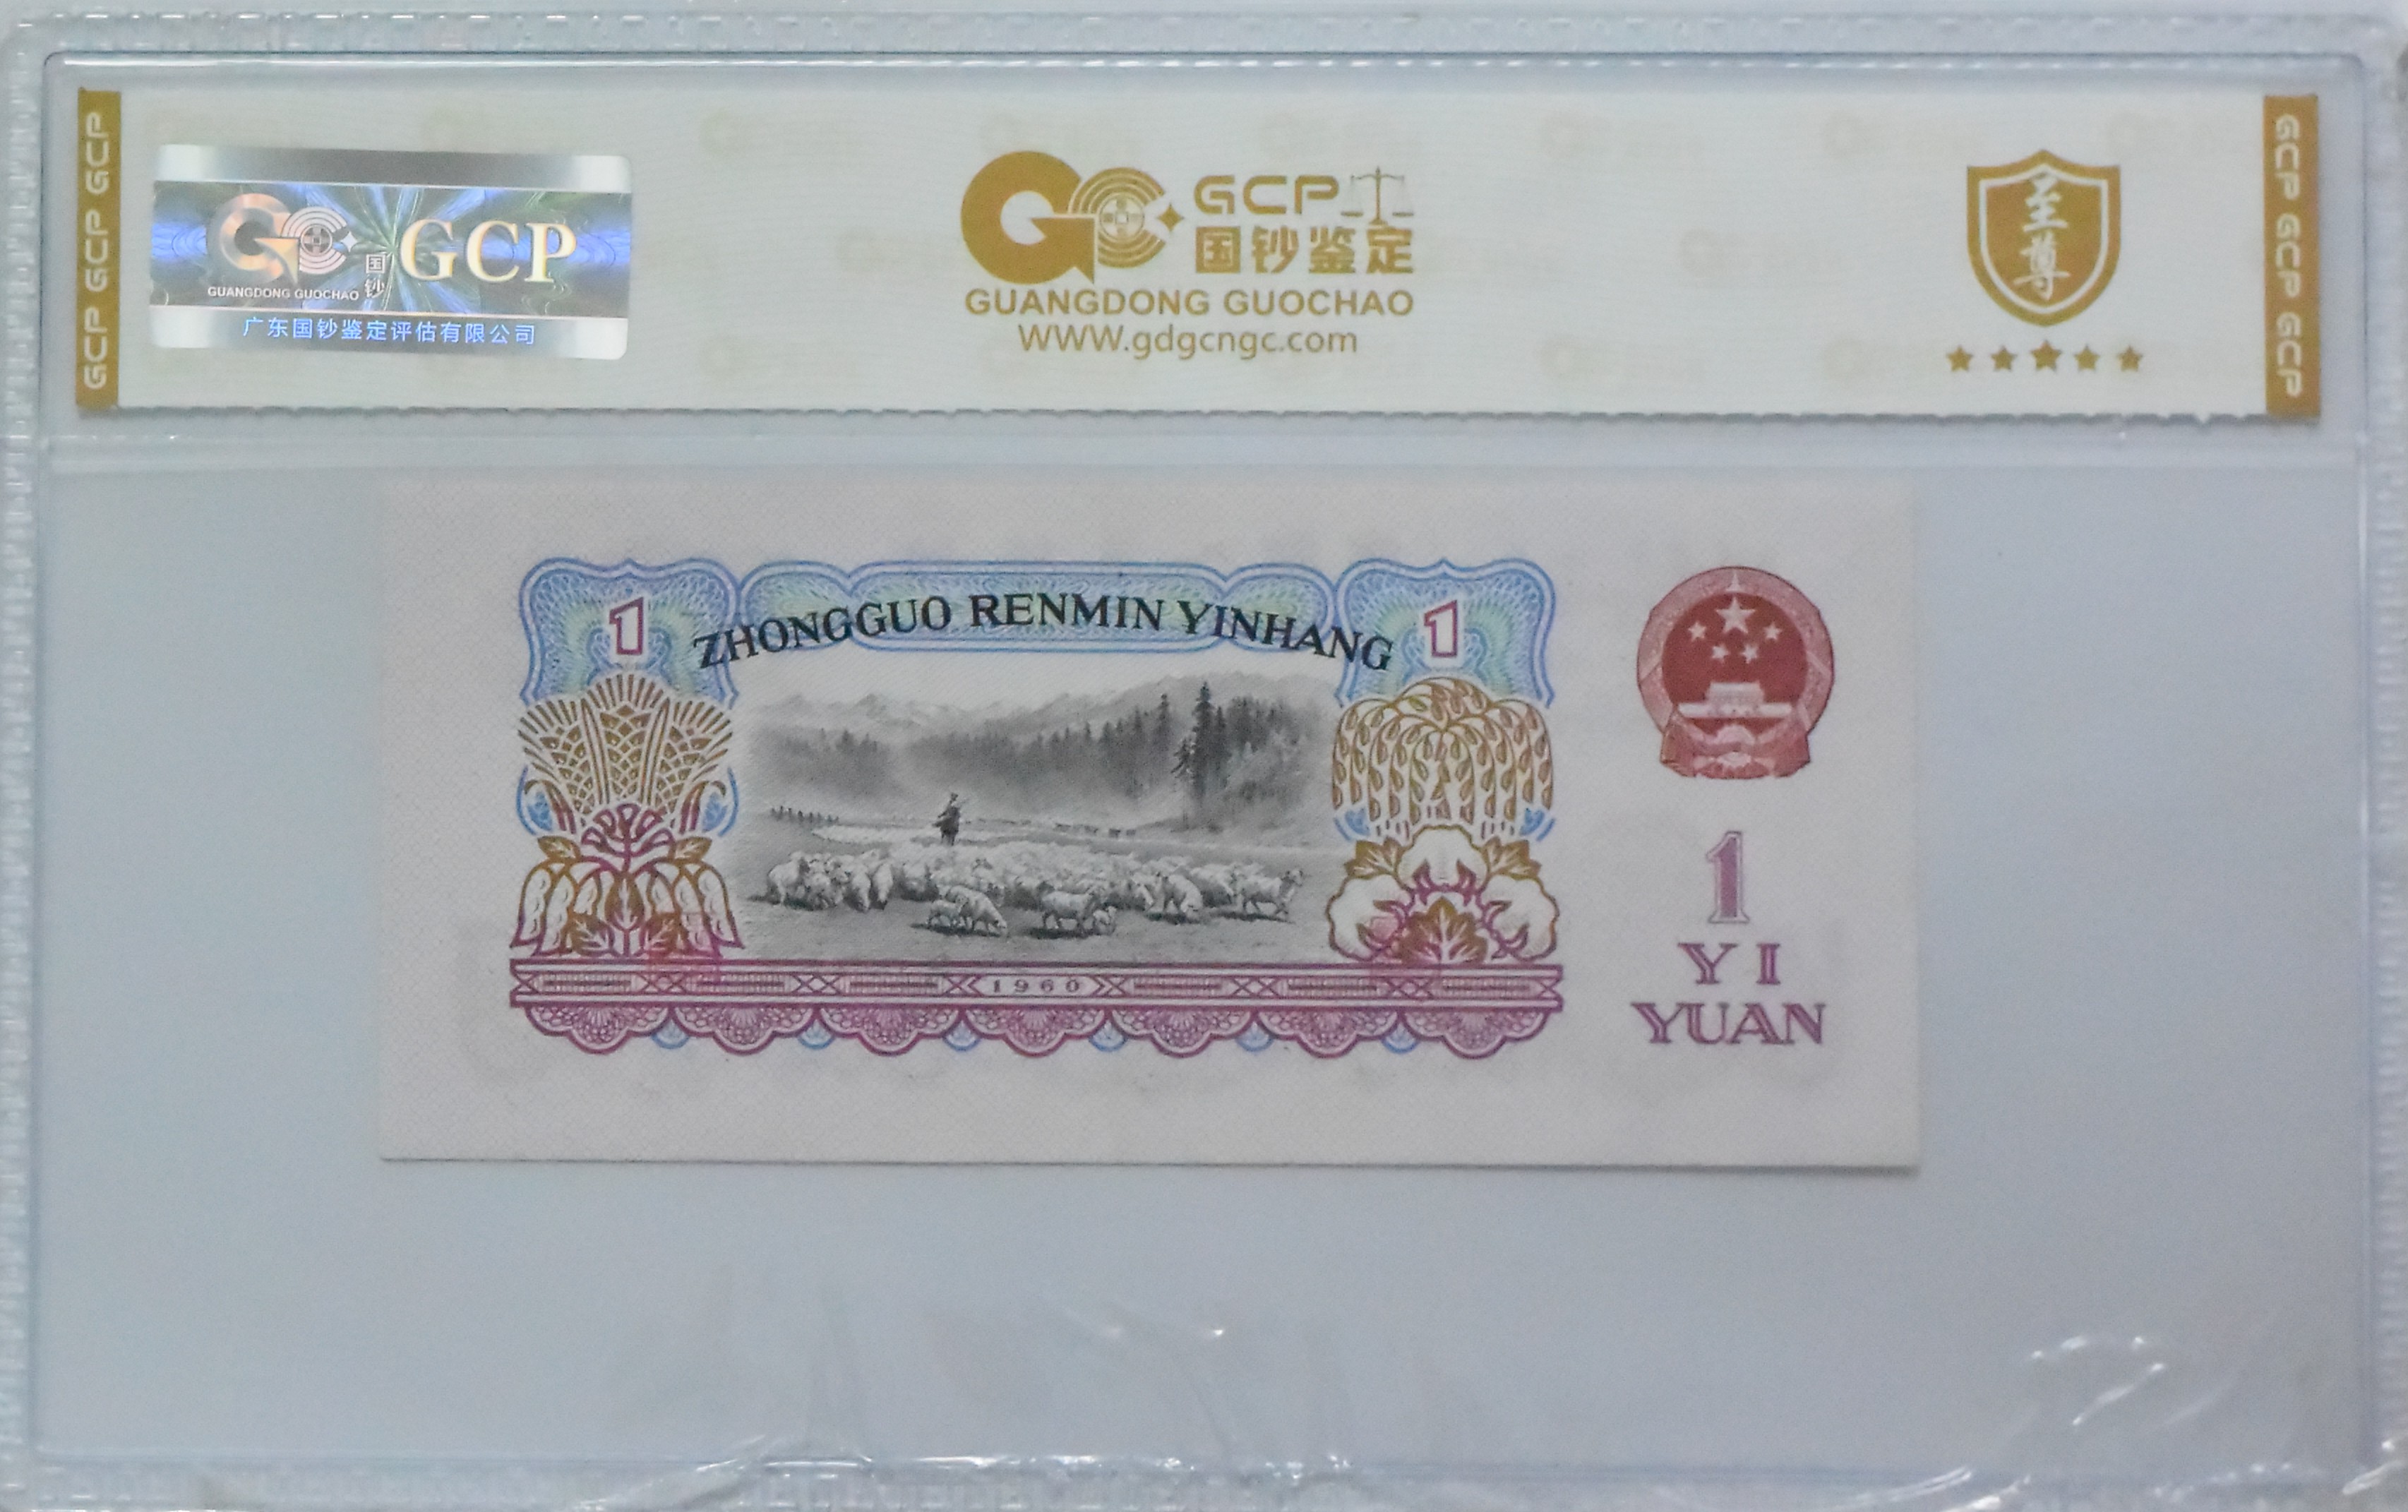 GCP GCP GCP
GUANGDONG GUOCHAO
国钞
GCP
广东国钞鉴定评估有限公司
GCP
国钞鉴定
GUANGDONG GUOCHAO
WWW.gdgcngc.com
至尊
GCP GCP GCP
1
ZHONGGUO RENMIN YINHANG
1
1960
1
YI
YUAN